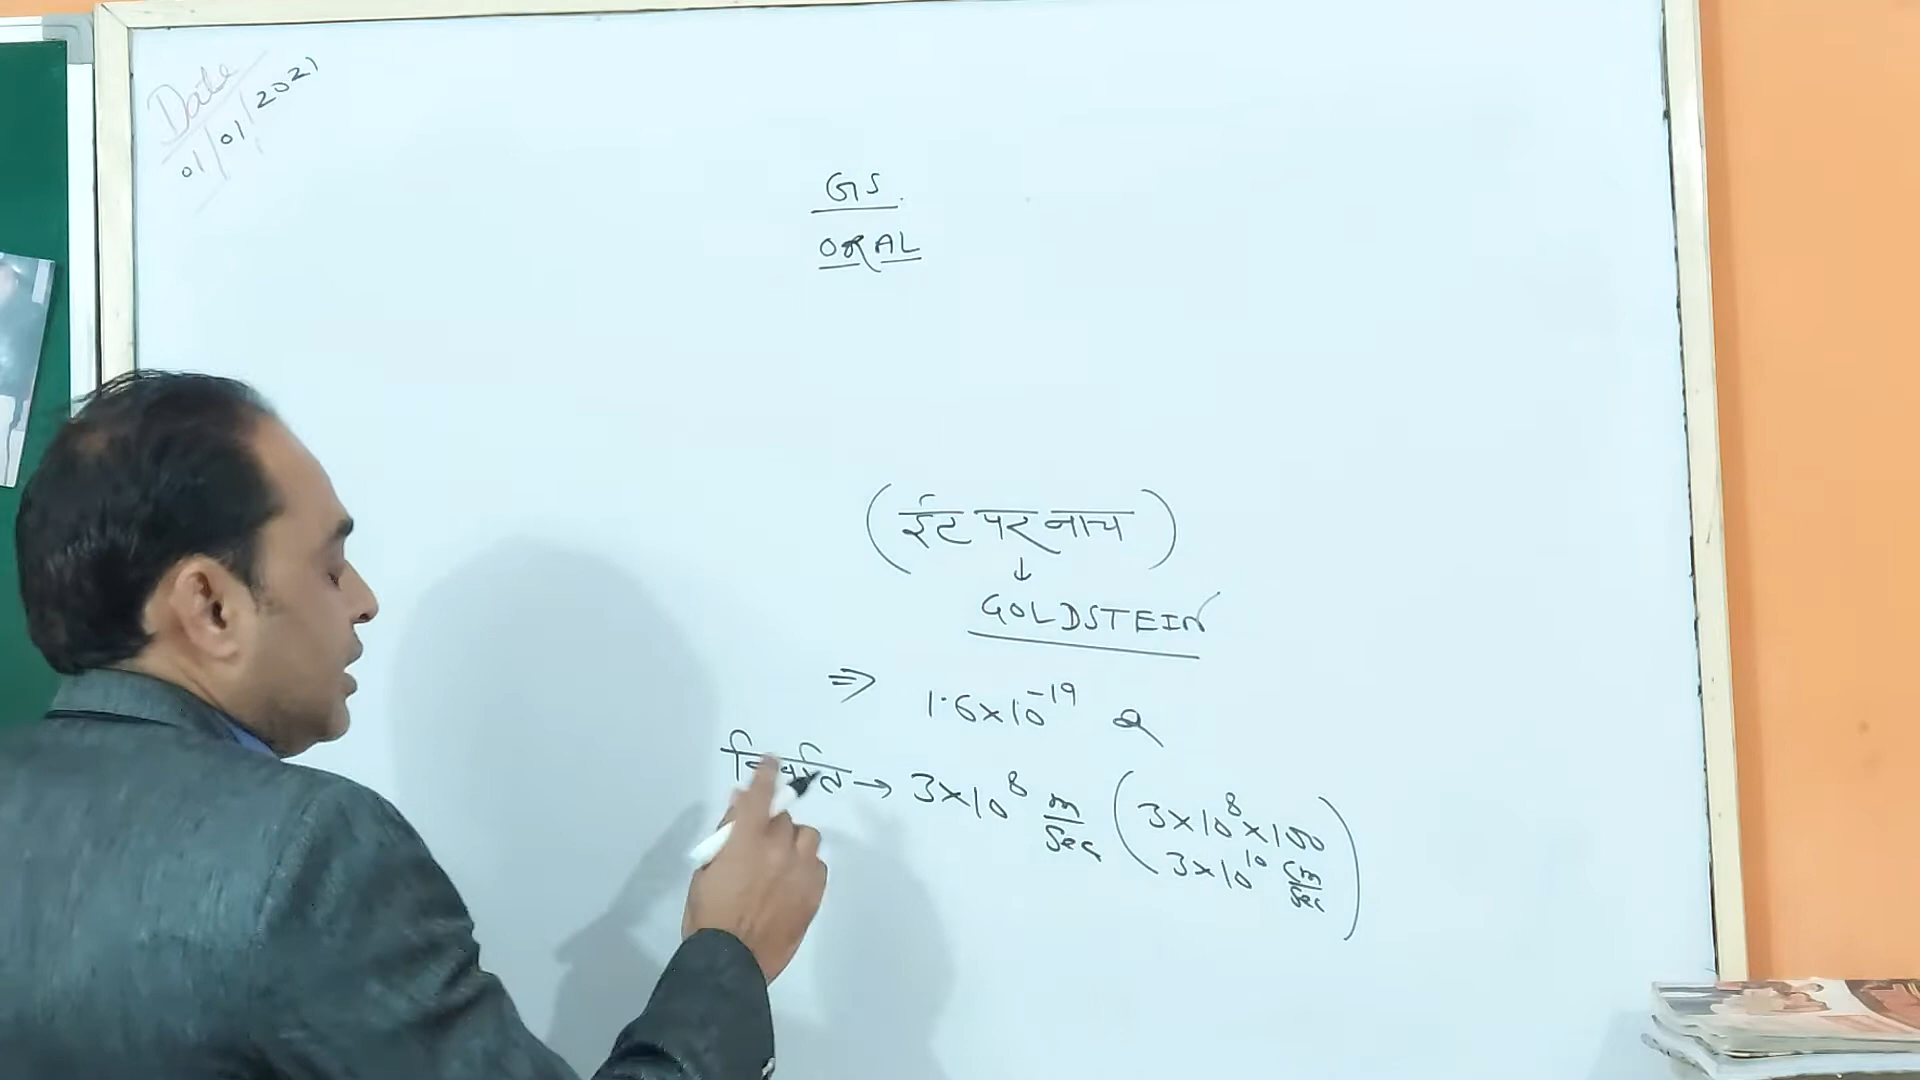 Date
01/01/2021
GS.
ORAL
(ईंट पर नाच)
↓
GOLDSTEIN
⇒ 1.6×10⁻¹⁹
निर्वात → 3×10⁸ m/Sec (3×10⁸×100
3×10¹⁰ cm/Sec)